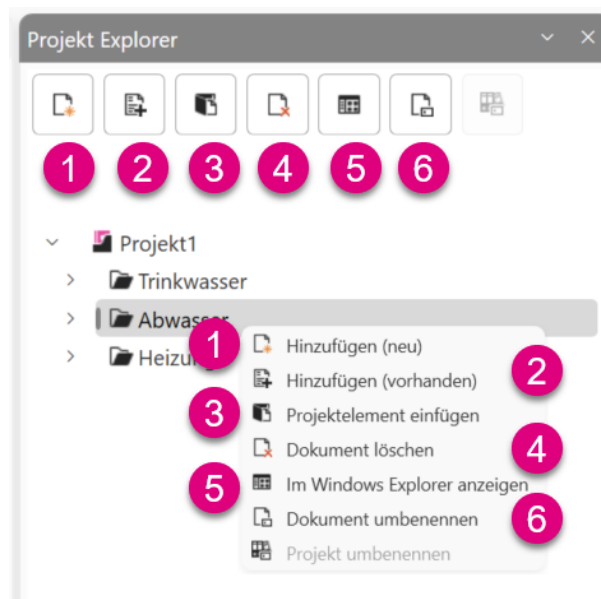 Projekt Explorer
1 2 3 4 5 6
Projekt1
Trinkwasser
Abwasser
1 Hinzufügen (neu)
Hinzufügen (vorhanden) 2
3 Projektelement einfügen
Dokument löschen 4
5 Im Windows Explorer anzeigen
Dokument umbenennen 6
Projekt umbenennen